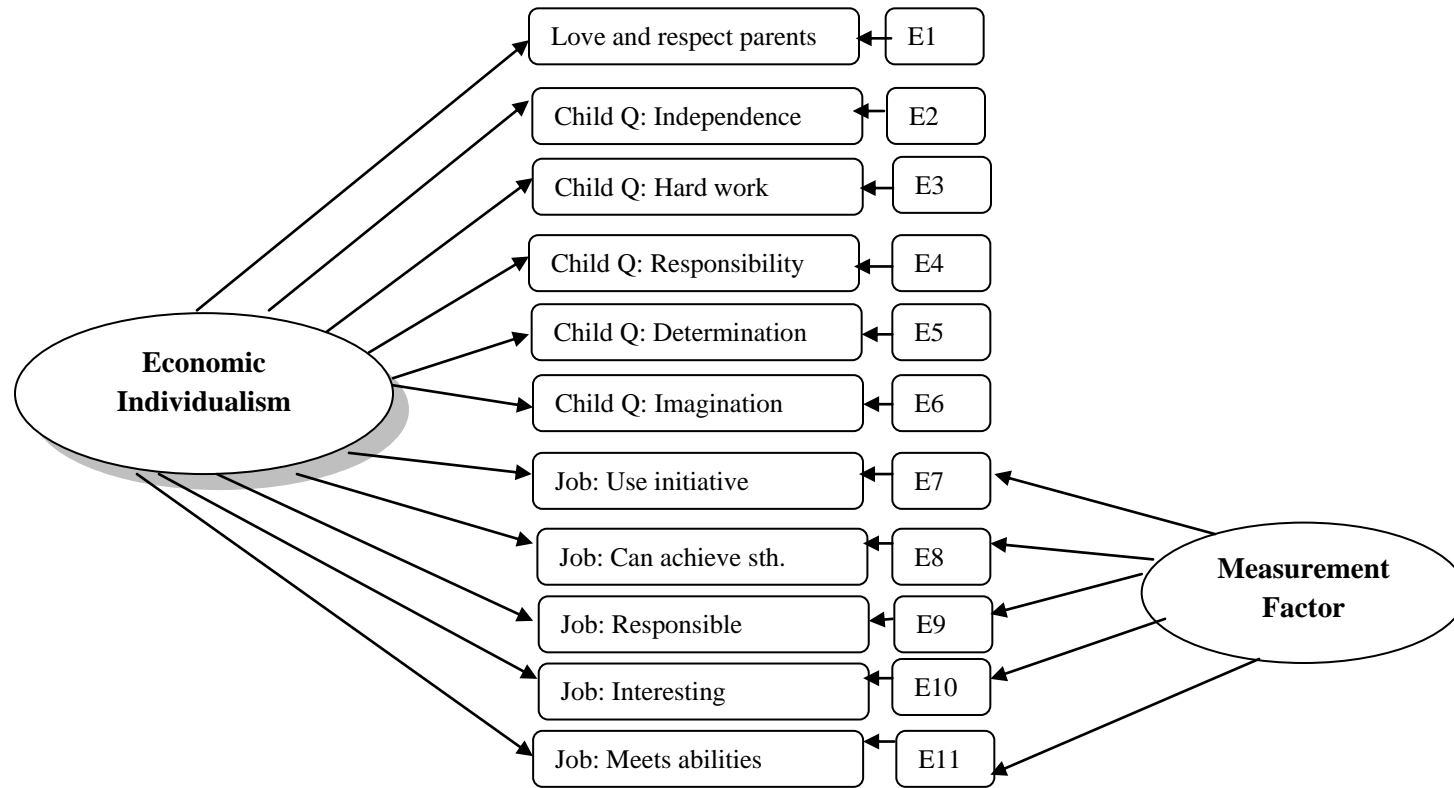 Love and respect parents E1
Child Q: Independence E2
Child Q: Hard work E3
Child Q: Responsibility E4
Child Q: Determination E5
Economic
Individualism
Child Q: Imagination E6
Job: Use initiative E7
Job: Can achieve sth. E8
Measurement
Factor
Job: Responsible E9
Job: Interesting E10
Job: Meets abilities E11